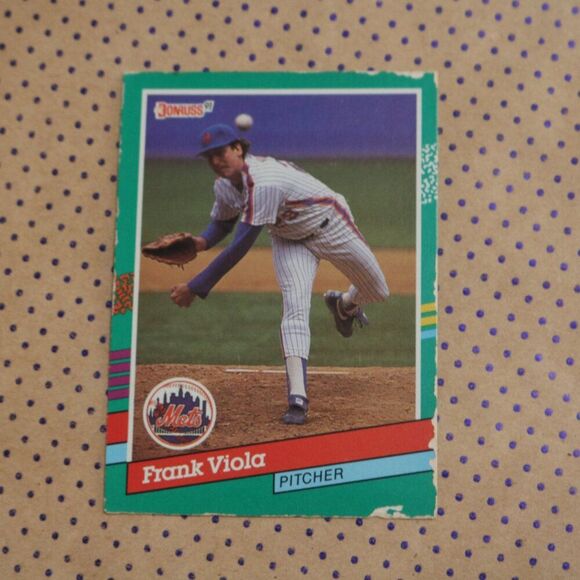 DONRUSS '91
Mets
Frank Viola
PITCHER